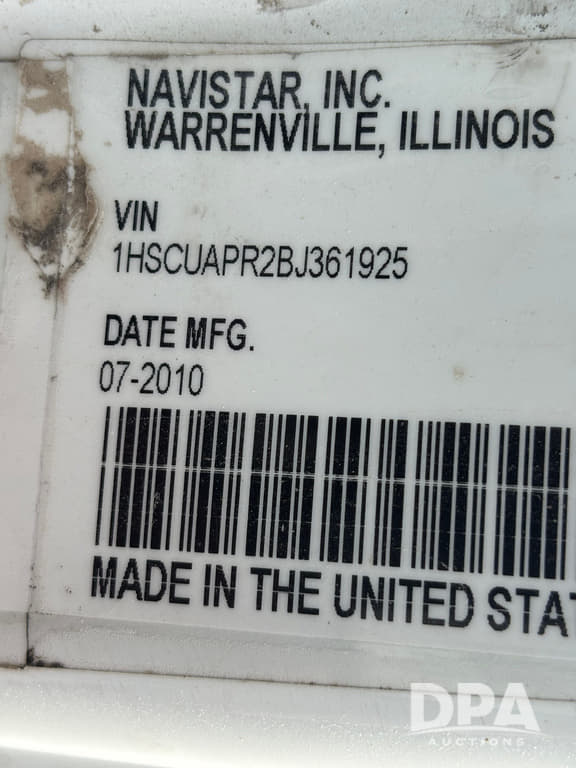 NAVISTAR, INC.
WARRENVILLE, ILLINOIS
VIN
1HSCUAPR2BJ361925
DATE MFG.
07-2010
MADE IN THE UNITED STAT
DPA
AUCTIONS